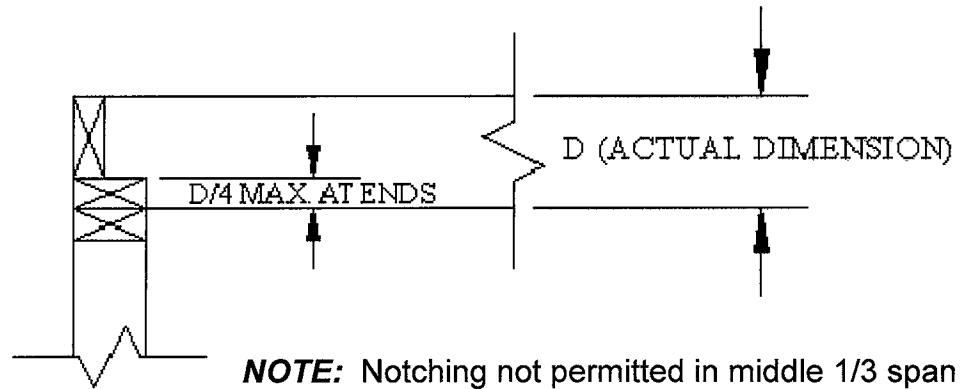 D (ACTUAL DIMENSION)
D/4 MAX. AT ENDS
NOTE: Notching not permitted in middle 1/3 span